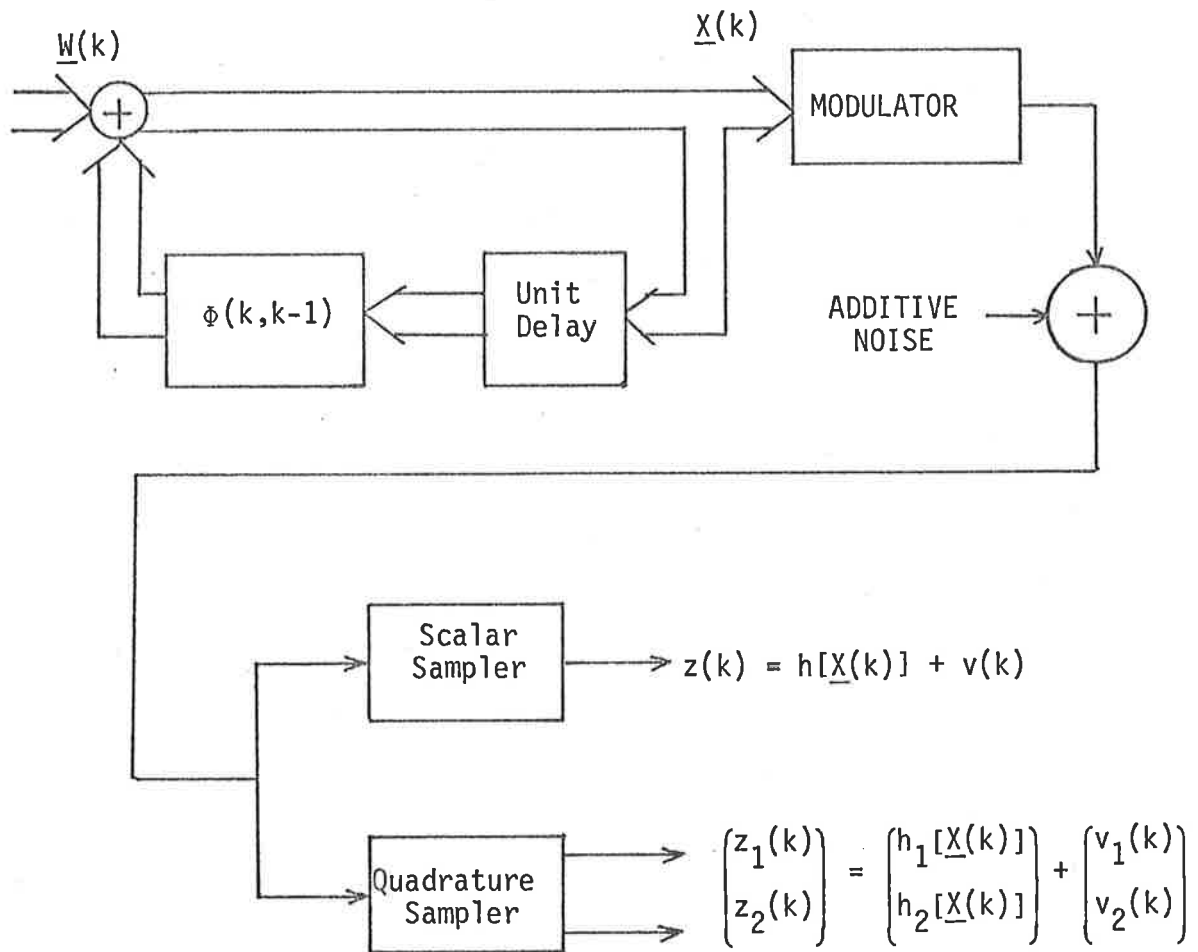 W(k)
X(k)
MODULATOR
+
Φ(k,k-1)
Unit
Delay
ADDITIVE
NOISE
+
Scalar
Sampler
z(k) = h[X(k)] + v(k)
Quadrature
Sampler
z₁(k) = h₁[X(k)] + v₁(k)
z₂(k) h₂[X(k)] v₂(k)